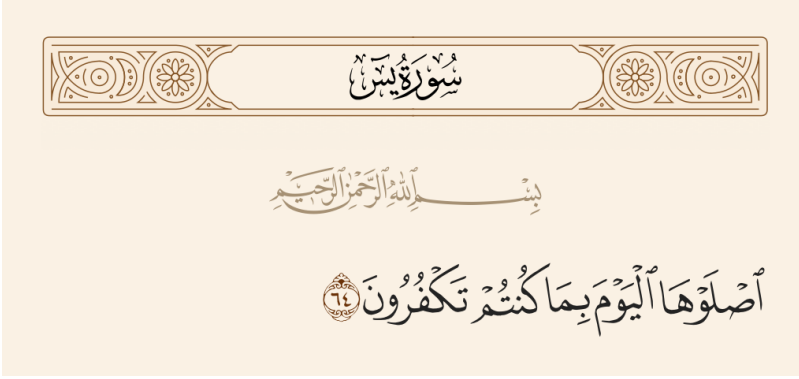 سُورَةُ يسٓ
بِسْمِ ٱللَّهِ ٱلرَّحْمَٰنِ ٱلرَّحِيمِ
ٱصْلَوْهَا ٱلْيَوْمَ بِمَا كُنتُمْ تَكْفُرُونَ ٦٤